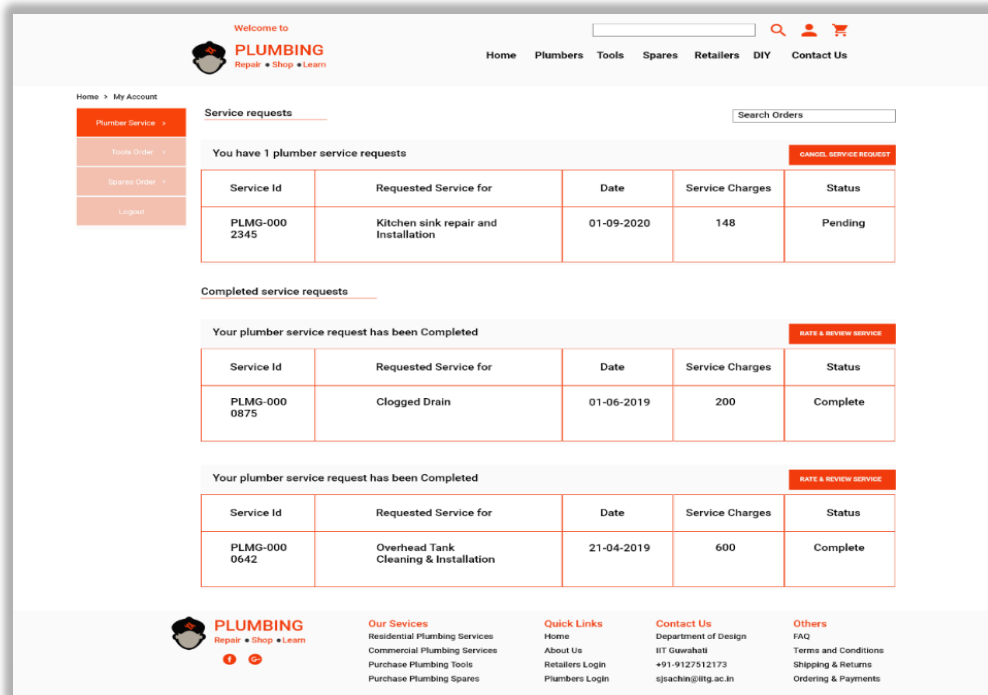 Welcome to
PLUMBING
Repair ● Shop ● Learn
Home Plumbers Tools Spares Retailers DIY Contact Us
Home > My Account
Plumber Service >
Tools Order >
Spares Order >
Logout
Service requests
Search Orders
You have 1 plumber service requests
CANCEL SERVICE REQUEST
Service Id Requested Service for Date Service Charges Status
PLMG-000 Kitchen sink repair and 01-09-2020 148 Pending
2345 Installation
Completed service requests
Your plumber service request has been Completed
RATE & REVIEW SERVICE
Service Id Requested Service for Date Service Charges Status
PLMG-000 Clogged Drain 01-06-2019 200 Complete
0875
Your plumber service request has been Completed
RATE & REVIEW SERVICE
Service Id Requested Service for Date Service Charges Status
PLMG-000 Overhead Tank 21-04-2019 600 Complete
0642 Cleaning & Installation
PLUMBING
Repair ● Shop ● Learn
f G+
Our Sevices
Residential Plumbing Services
Commercial Plumbing Services
Purchase Plumbing Tools
Purchase Plumbing Spares
Quick Links
Home
About Us
Retailers Login
Plumbers Login
Contact Us
Department of Design
IIT Guwahati
+91-9127512173
sjsachin@iitg.ac.in
Others
FAQ
Terms and Conditions
Shipping & Returns
Ordering & Payments